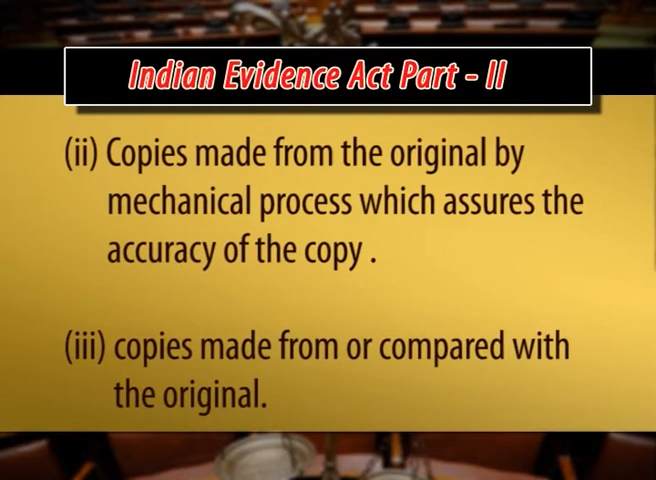 Indian Evidence Act Part - II
(ii) Copies made from the original by
mechanical process which assures the
accuracy of the copy .
(iii) copies made from or compared with
the original.